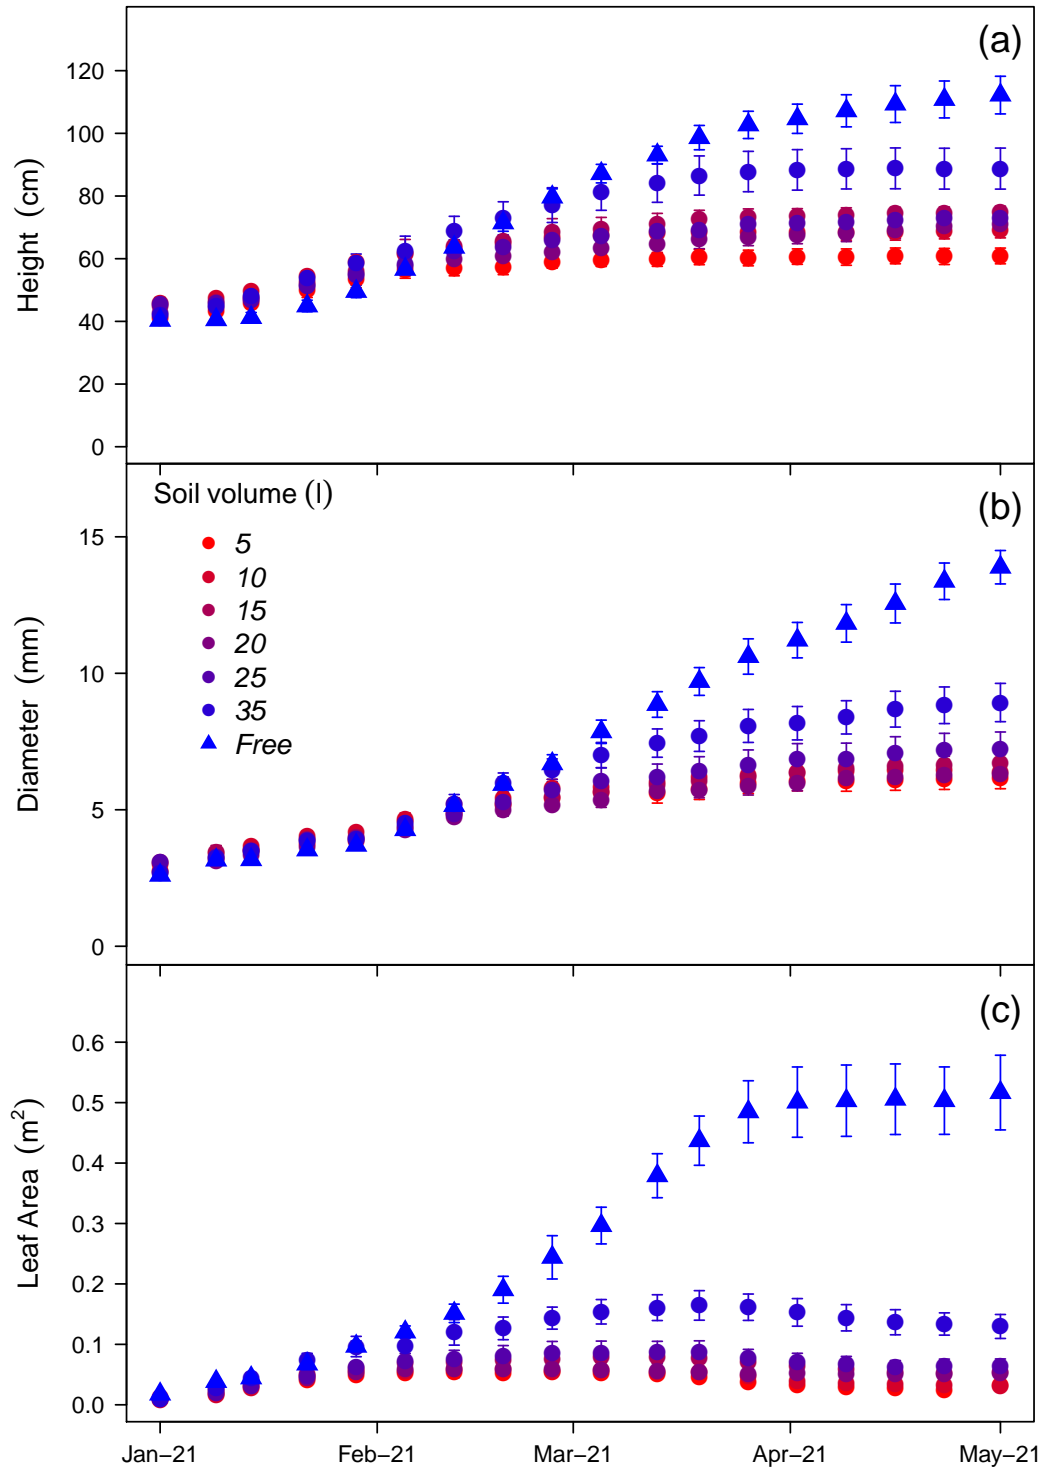 (a)
120
100
80
60
40
20
0
Height (cm)
(b)
Soil volume (l)
5
10
15
20
25
35
Free
15
10
5
0
Diameter (mm)
(c)
0.6
0.5
0.4
0.3
0.2
0.1
0.0
Leaf Area (m²)
Jan−21 Feb−21 Mar−21 Apr−21 May−21